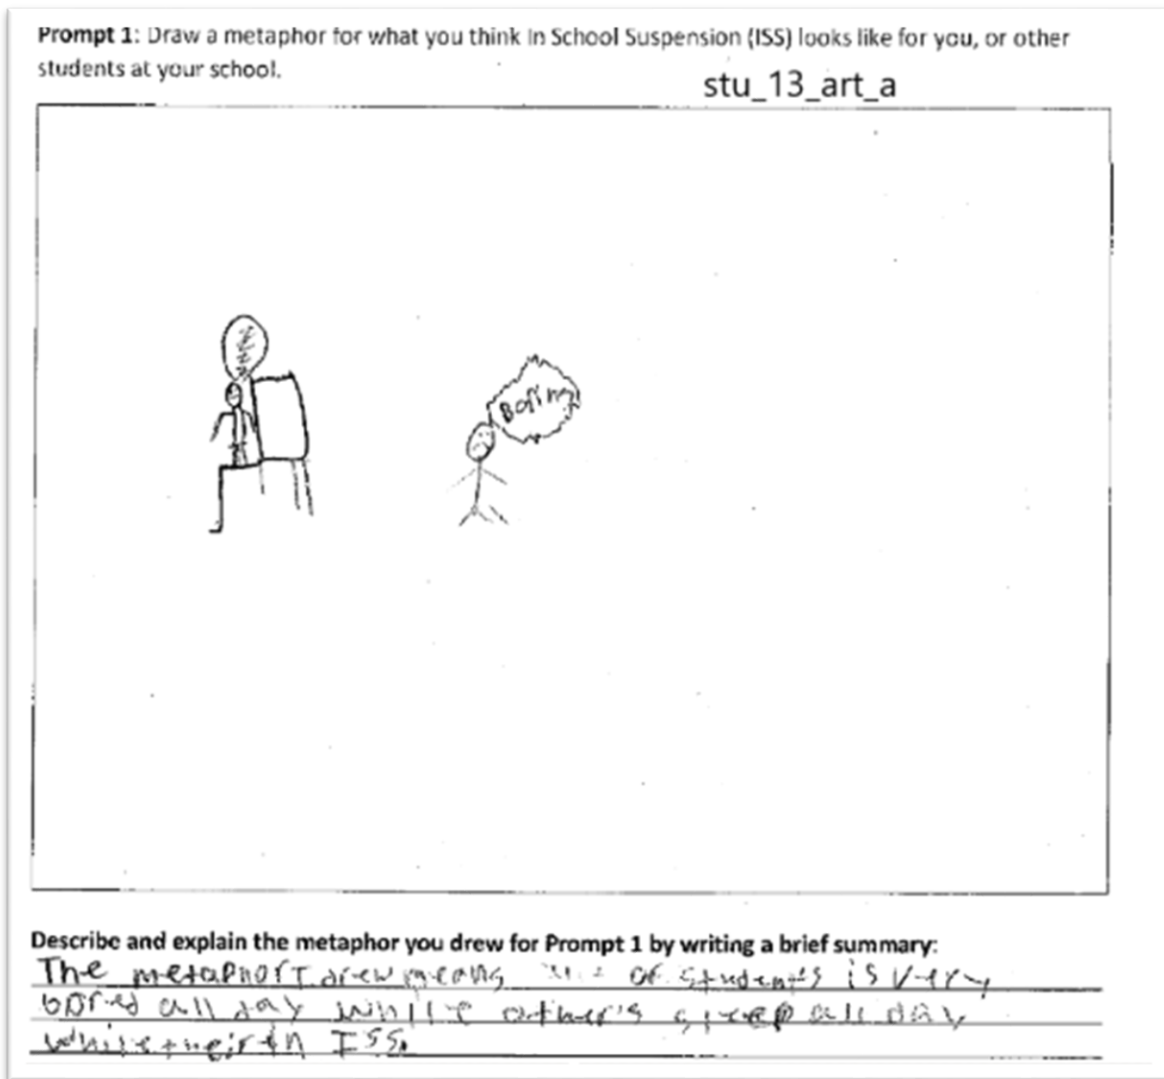 Prompt 1: Draw a metaphor for what you think In School Suspension (ISS) looks like for you, or other
students at your school.
stu_13_art_a
Boring!
Describe and explain the metaphor you drew for Prompt 1 by writing a brief summary:
The metaphor I drew means of students is very
bored all day while other's sleep all day
while their in ISS.